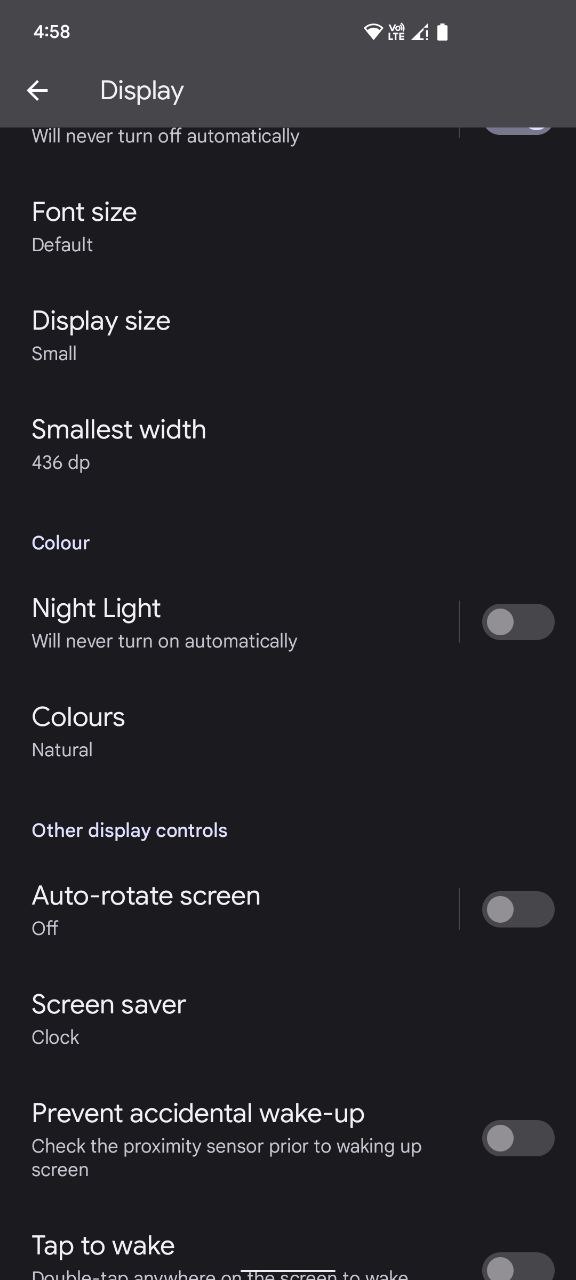 4:58
Vo)) LTE
Display
Will never turn off automatically
Font size
Default
Display size
Small
Smallest width
436 dp
Colour
Night Light
Will never turn on automatically
Colours
Natural
Other display controls
Auto-rotate screen
Off
Screen saver
Clock
Prevent accidental wake-up
Check the proximity sensor prior to waking up
screen
Tap to wake
Double-tap anywhere on the screen to wake